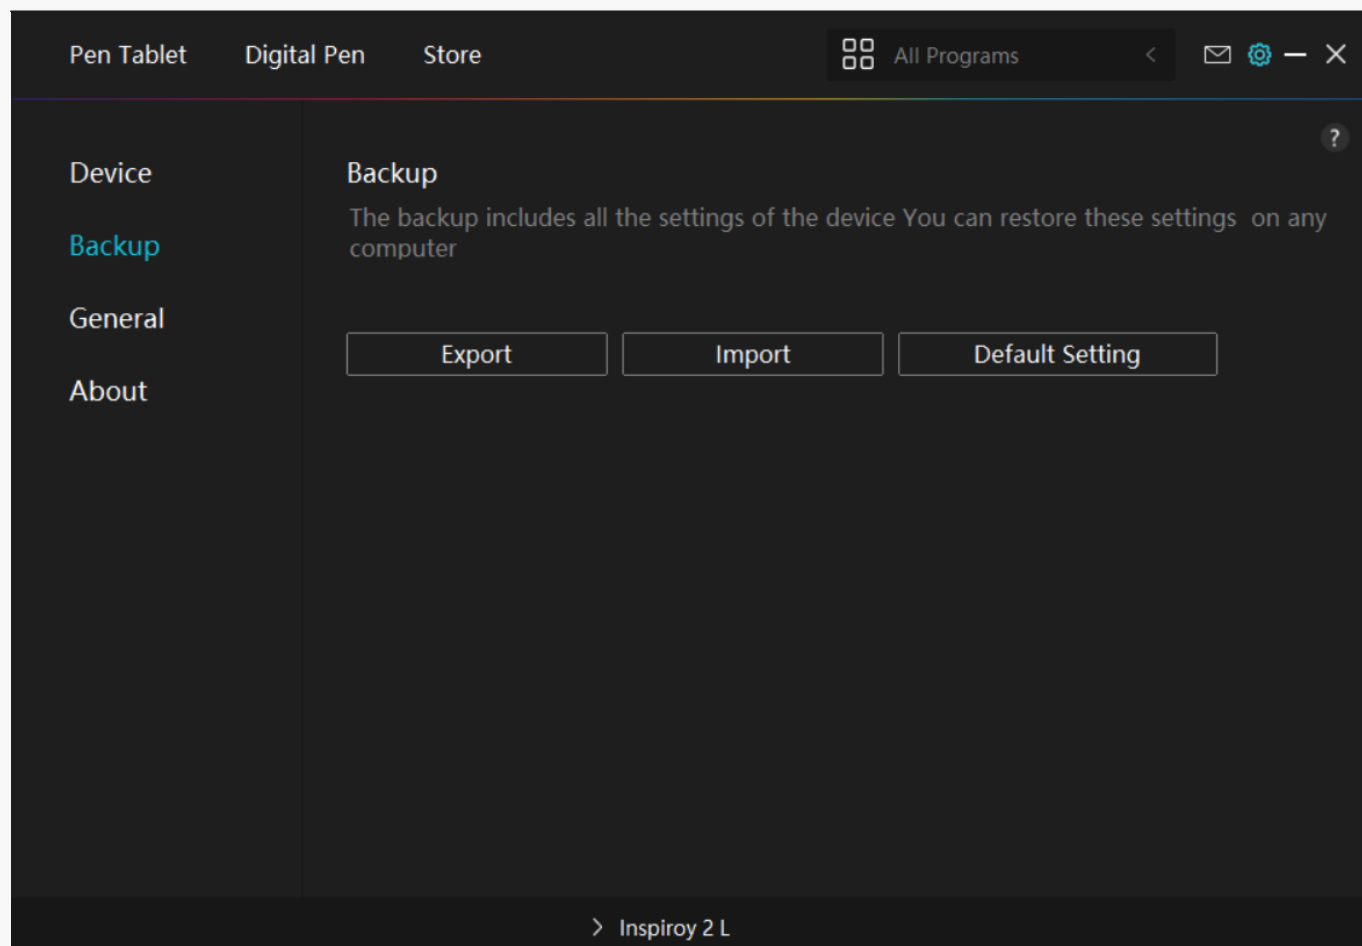 Pen Tablet Digital Pen Store All Programs
?
Device
Backup
General
About
Backup
The backup includes all the settings of the device You can restore these settings  on any
computer
Export Import Default Setting
Inspiroy 2 L